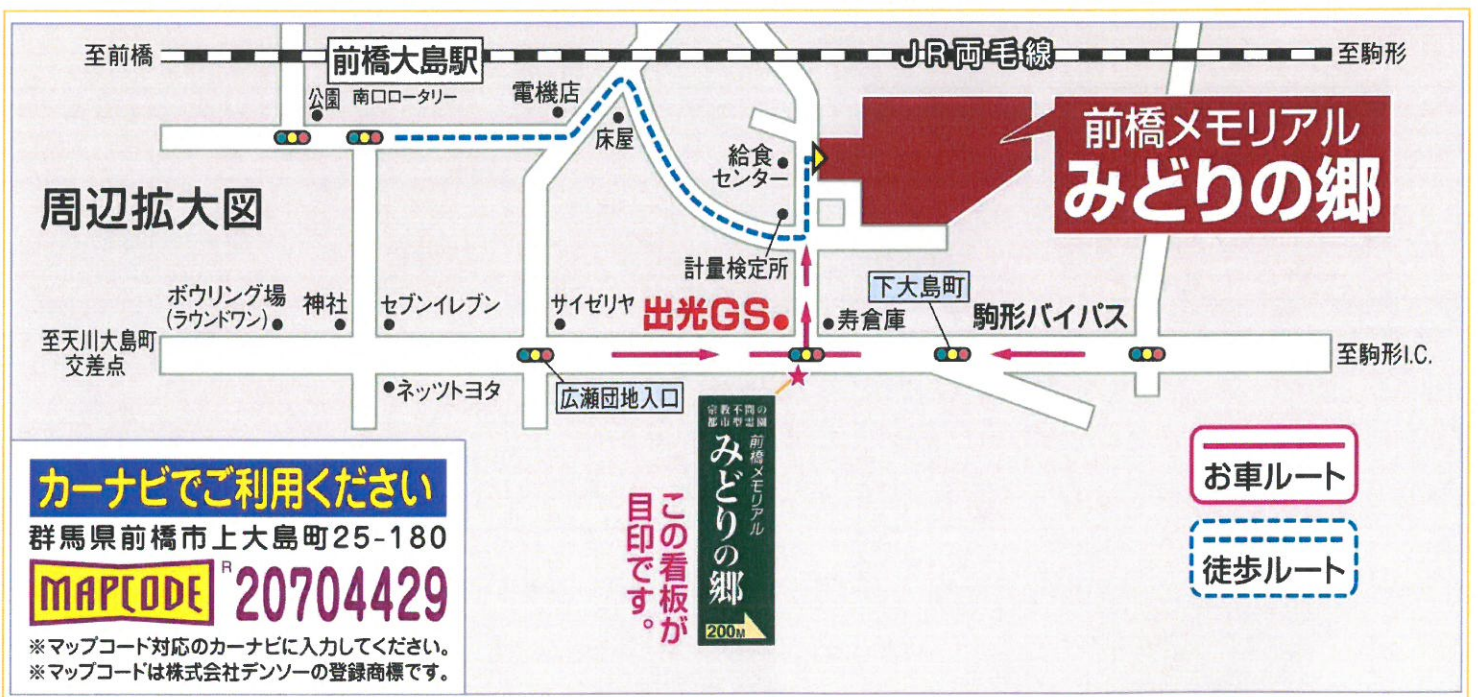 至前橋
前橋大島駅
JR両毛線
至駒形
公園
南口ロータリー
電機店
床屋
給食
センター
前橋メモリアル
みどりの郷
周辺拡大図
計量検定所
下大島町
ボウリング場
(ラウンドワン)
神社
セブンイレブン
サイゼリヤ
出光GS
寿倉庫
駒形バイパス
至天川大島町
交差点
至駒形I.C.
ネッツトヨタ
広瀬団地入口
宗教不問の
都市型霊園
前橋メモリアル
みどりの郷
200M
この看板が
目印です。
お車ルート
徒歩ルート
カーナビでご利用ください
群馬県前橋市上大島町25-180
MAPCODE R 20704429
※マップコード対応のカーナビに入力してください。
※マップコードは株式会社デンソーの登録商標です。